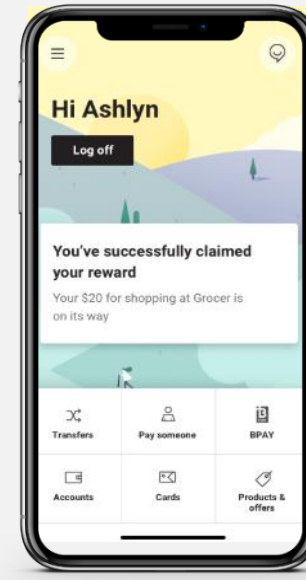 Hi Ashlyn
Log off
You've successfully claimed
your reward
Your $20 for shopping at Grocer is
on its way
Transfers
Pay someone
BPAY
Accounts
Cards
Products &
offers